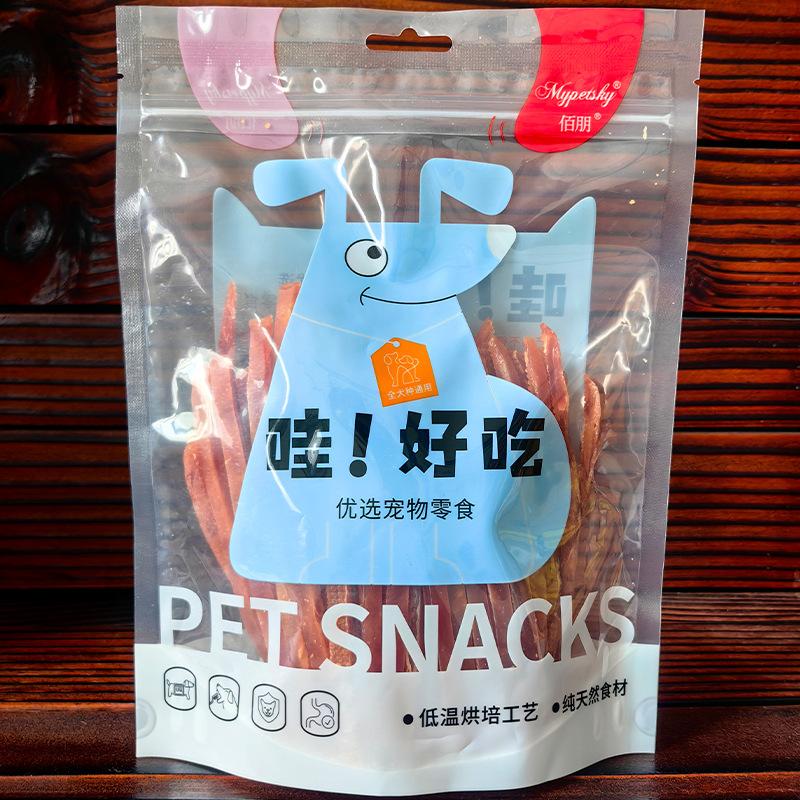 Mypetsky®
佰朋®
全犬种通用
哇！好吃
优选宠物零食
PET SNACKS
•低温烘培工艺 •纯天然食材